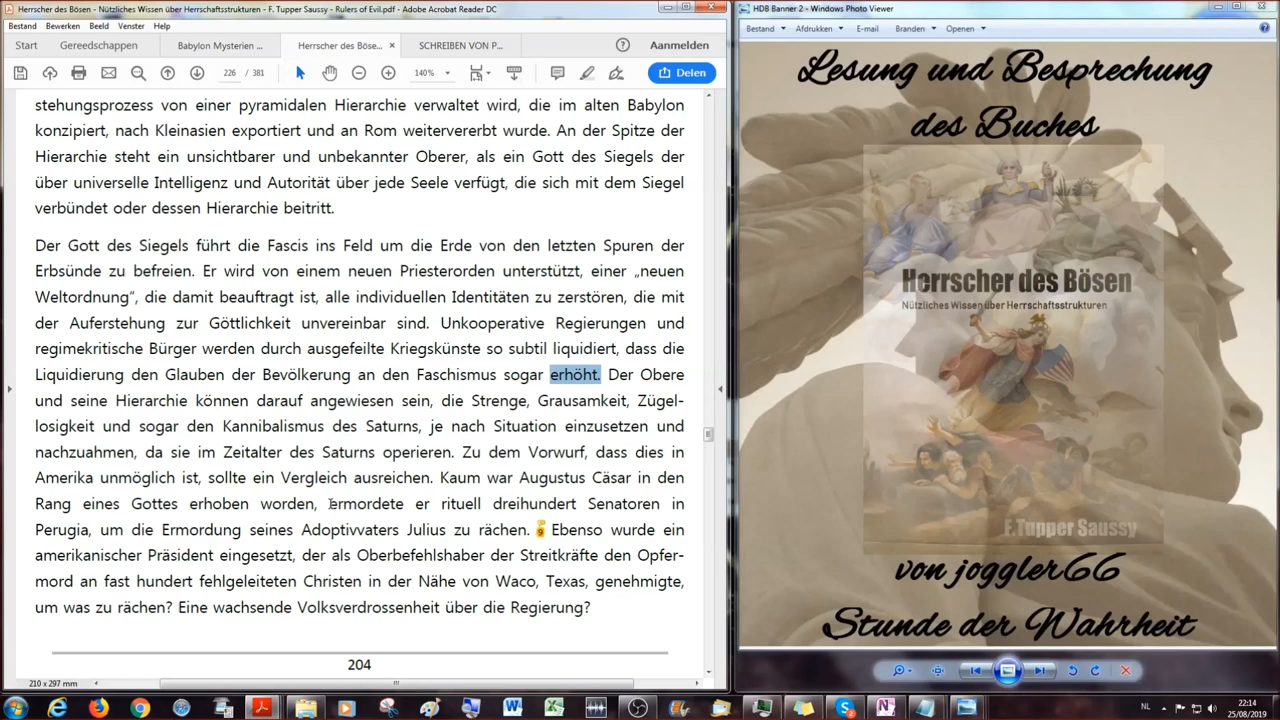 Herrscher des Bösen - Nützliches Wissen über Herrschaftsstrukturen - F. Tupper Saussy - Rulers of Evil.pdf - Adobe Acrobat Reader DC
Bestand Bewerken Beeld Venster Help
Start Gereedschappen Babylon Mysterien ... Herrscher des Böse... × SCHREIBEN VON P... Aanmelden
226 / 381 140% Delen
stehungsprozess von einer pyramidalen Hierarchie verwaltet wird, die im alten Babylon
konzipiert, nach Kleinasien exportiert und an Rom weitervererbt wurde. An der Spitze der
Hierarchie steht ein unsichtbarer und unbekannter Oberer, als ein Gott des Siegels der
über universelle Intelligenz und Autorität über jede Seele verfügt, die sich mit dem Siegel
verbündet oder dessen Hierarchie beitritt.
Der Gott des Siegels führt die Fascis ins Feld um die Erde von den letzten Spuren der
Erbsünde zu befreien. Er wird von einem neuen Priesterorden unterstützt, einer „neuen
Weltordnung“, die damit beauftragt ist, alle individuellen Identitäten zu zerstören, die mit
der Auferstehung zur Göttlichkeit unvereinbar sind. Unkooperative Regierungen und
regimekritische Bürger werden durch ausgefeilte Kriegskünste so subtil liquidiert, dass die
Liquidierung den Glauben der Bevölkerung an den Faschismus sogar erhöht. Der Obere
und seine Hierarchie können darauf angewiesen sein, die Strenge, Grausamkeit, Zügel-
losigkeit und sogar den Kannibalismus des Saturns, je nach Situation einzusetzen und
nachzuahmen, da sie im Zeitalter des Saturns operieren. Zu dem Vorwurf, dass dies in
Amerika unmöglich ist, sollte ein Vergleich ausreichen. Kaum war Augustus Cäsar in den
Rang eines Gottes erhoben worden, ermordete er rituell dreihundert Senatoren in
Perugia, um die Ermordung seines Adoptivvaters Julius zu rächen. 9 Ebenso wurde ein
amerikanischer Präsident eingesetzt, der als Oberbefehlshaber der Streitkräfte den Opfer-
mord an fast hundert fehlgeleiteten Christen in der Nähe von Waco, Texas, genehmigte,
um was zu rächen? Eine wachsende Volksverdrossenheit über die Regierung?
204
210 x 297 mm
HDB Banner 2 - Windows Photo Viewer
Bestand Afdrukken E-mail Branden Openen
Lesung und Besprechung
des Buches
Herrscher des Bösen
Nützliches Wissen über Herrschaftsstrukturen
F.Tupper Saussy
von joggler66
Stunde der Wahrheit
NL 22:14
25/08/2019